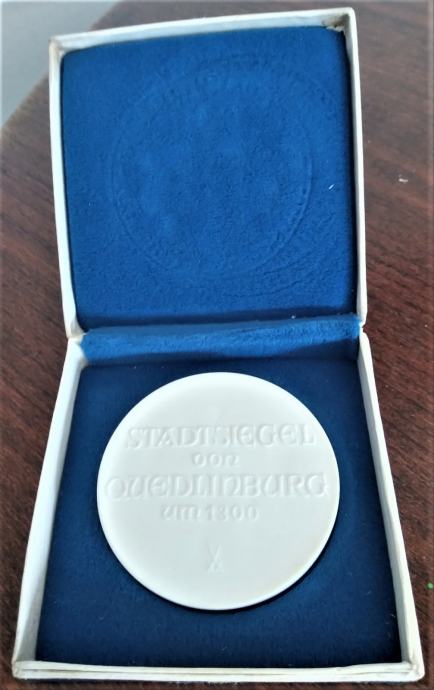 STADTSIEGEL
von
QUEDLINBURG
um 1300